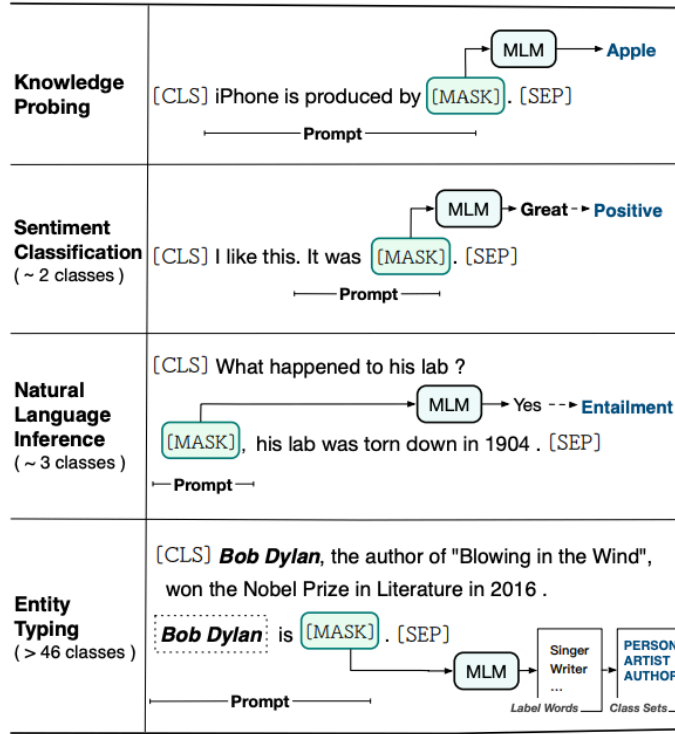 MLM
Apple
Knowledge
Probing
[CLS] iPhone is produced by [MASK] . [SEP]
Prompt
MLM
Great
Positive
Sentiment
Classification
( ~ 2 classes )
[CLS] I like this. It was [MASK] . [SEP]
Prompt
[CLS] What happened to his lab ?
Natural
Language
Inference
( ~ 3 classes )
MLM
Yes
Entailment
[MASK] , his lab was torn down in 1904 . [SEP]
Prompt
[CLS] Bob Dylan, the author of "Blowing in the Wind",
won the Nobel Prize in Literature in 2016 .
Entity
Typing
( > 46 classes )
Bob Dylan is [MASK] . [SEP]
MLM
Singer
Writer
...
PERSON
ARTIST
AUTHOR
Prompt
Label Words
Class Sets